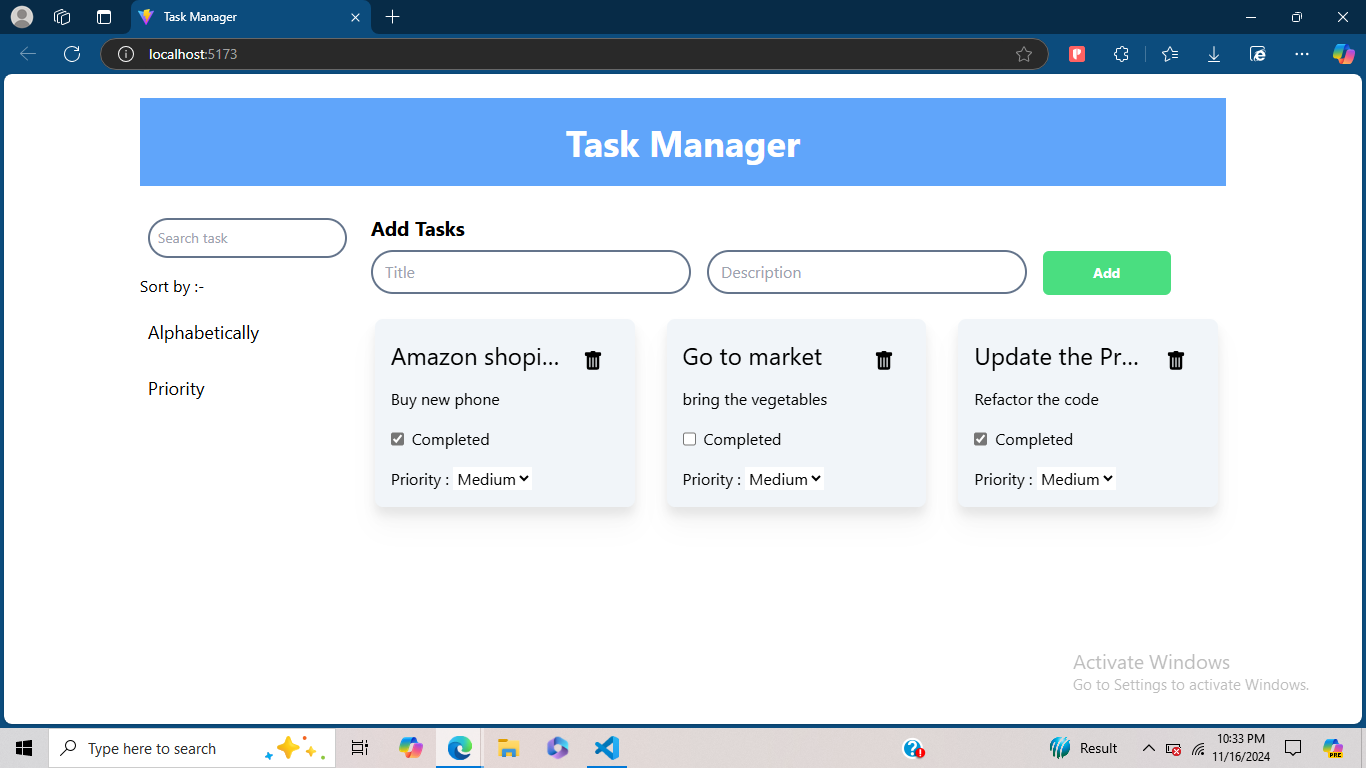 Task Manager
localhost:5173
Task Manager
Search task
Sort by :-
Alphabetically
Priority
Add Tasks
Title
Description
Add
Amazon shopi...
Buy new phone
Completed
Priority : Medium
Go to market
bring the vegetables
Completed
Priority : Medium
Update the Pr...
Refactor the code
Completed
Priority : Medium
Activate Windows
Go to Settings to activate Windows.
Type here to search
Result
10:33 PM
11/16/2024
PRE